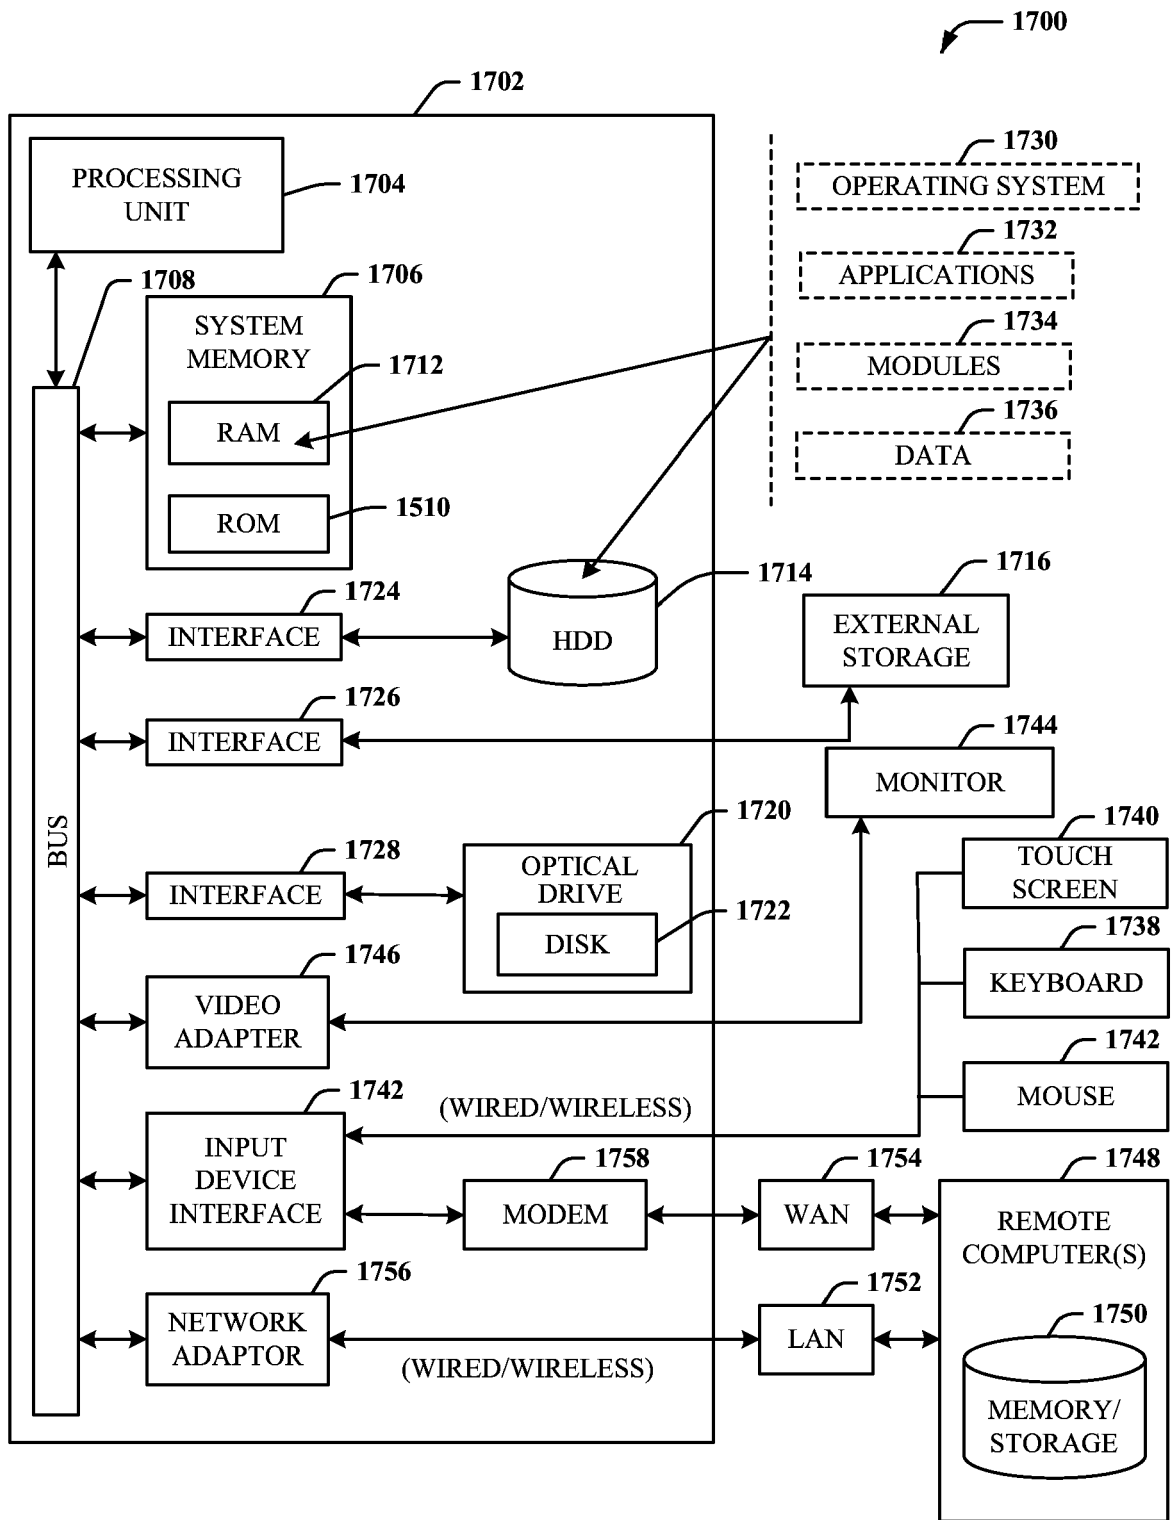 1700
1702
PROCESSING
UNIT
1704
1730
OPERATING SYSTEM
1732
APPLICATIONS
1734
MODULES
1736
DATA
1708
1706
SYSTEM
MEMORY
1712
RAM
1510
ROM
1714
HDD
1716
EXTERNAL
STORAGE
1724
INTERFACE
1726
INTERFACE
1744
MONITOR
BUS
1720
OPTICAL
DRIVE
1722
DISK
1728
INTERFACE
1740
TOUCH
SCREEN
1738
KEYBOARD
1742
MOUSE
1746
VIDEO
ADAPTER
1742
INPUT
DEVICE
INTERFACE
(WIRED/WIRELESS)
1758
MODEM
1754
WAN
1748
REMOTE
COMPUTER(S)
1756
NETWORK
ADAPTOR
(WIRED/WIRELESS)
1752
LAN
1750
MEMORY/
STORAGE